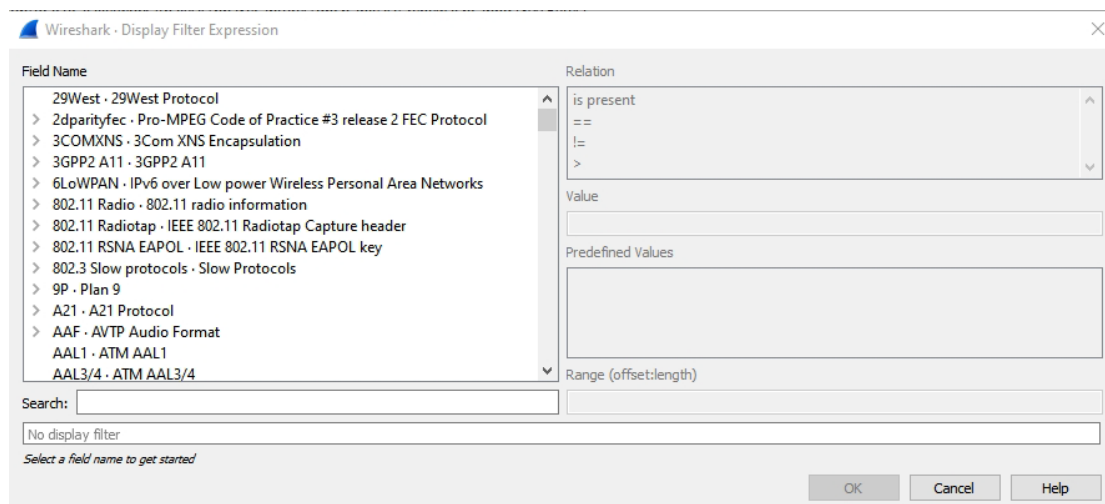 Wireshark · Display Filter Expression
Field Name
29West · 29West Protocol
2dparityfec · Pro-MPEG Code of Practice #3 release 2 FEC Protocol
3COMXNS · 3Com XNS Encapsulation
3GPP2 A11 · 3GPP2 A11
6LoWPAN · IPv6 over Low power Wireless Personal Area Networks
802.11 Radio · 802.11 radio information
802.11 Radiotap · IEEE 802.11 Radiotap Capture header
802.11 RSNA EAPOL · IEEE 802.11 RSNA EAPOL key
802.3 Slow protocols · Slow Protocols
9P · Plan 9
A21 · A21 Protocol
AAF · AVTP Audio Format
AAL1 · ATM AAL1
AAL3/4 · ATM AAL3/4
Search:
Relation
is present
==
!=
>
Value
Predefined Values
Range (offset:length)
No display filter
Select a field name to get started
OK
Cancel
Help